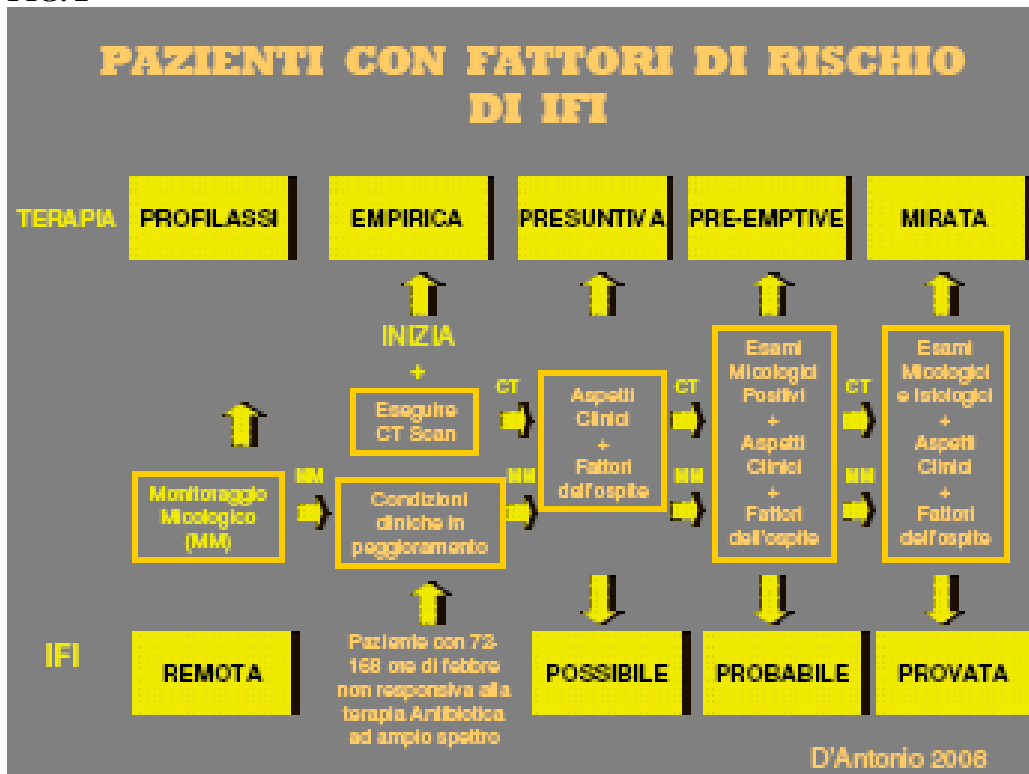 PAZIENTI CON FATTORI DI RISCHIO
DI IFI
TERAPIA
PROFILASSI
EMPIRICA
PRESUNTIVA
PRE-EMPTIVE
MIRATA
INIZIA
+
Eseguire
CT Scan
CT
Aspetti
Clinici
+
Fattori
dell'ospite
CT
Esami
Micologici
Positivi
+
Aspetti
Clinici
+
Fattori
dell'ospite
CT
Esami
Micologici
e Istologici
+
Aspetti
Clinici
+
Fattori
dell'ospite
Monitoraggio
Micologico
(MM)
MM
Condizioni
cliniche in
peggioramento
MM
MM
MM
IFI
REMOTA
Paziente con 72-
168 ore di febbre
non responsiva alla
terapia Antibiotica
ad ampio spettro
POSSIBILE
PROBABILE
PROVATA
D'Antonio 2008